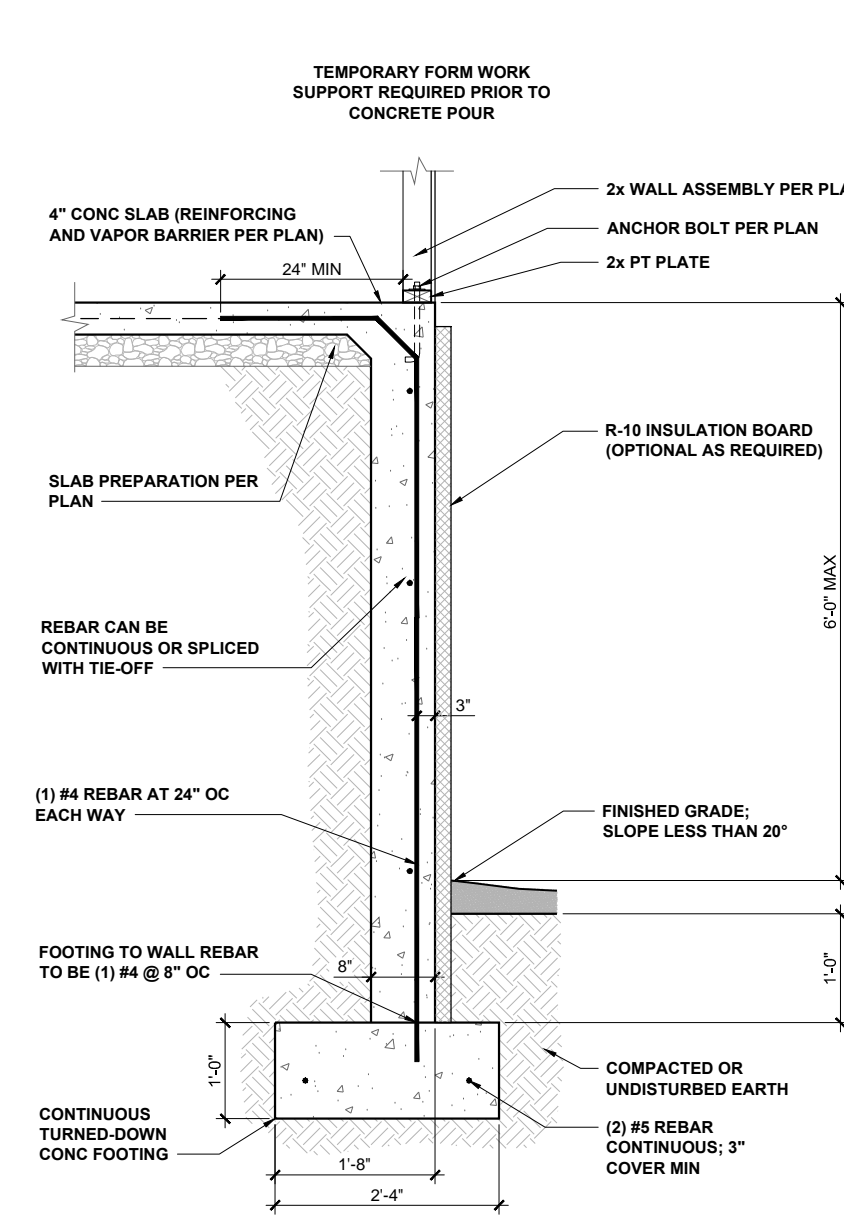 TEMPORARY FORM WORK
SUPPORT REQUIRED PRIOR TO
CONCRETE POUR
2x WALL ASSEMBLY PER PLA
4" CONC SLAB (REINFORCING
AND VAPOR BARRIER PER PLAN)
ANCHOR BOLT PER PLAN
2x PT PLATE
24" MIN
R-10 INSULATION BOARD
(OPTIONAL AS REQUIRED)
SLAB PREPARATION PER
PLAN
6'-0" MAX
REBAR CAN BE
CONTINUOUS OR SPLICED
WITH TIE-OFF
3"
(1) #4 REBAR AT 24" OC
EACH WAY
FINISHED GRADE;
SLOPE LESS THAN 20°
FOOTING TO WALL REBAR
TO BE (1) #4 @ 8" OC
8"
1'-0"
1'-0"
COMPACTED OR
UNDISTURBED EARTH
CONTINUOUS
TURNED-DOWN
CONC FOOTING
(2) #5 REBAR
CONTINUOUS; 3"
COVER MIN
1'-8"
2'-4"